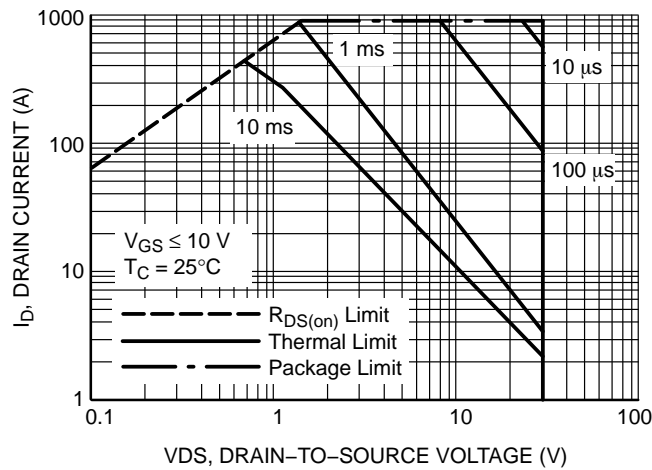 1000
100
10
1
I_D, DRAIN CURRENT (A)
1 ms
10 ms
10 µs
100 µs
V_GS ≤ 10 V
T_C = 25°C
R_DS(on) Limit
Thermal Limit
Package Limit
0.1
1
10
100
VDS, DRAIN−TO−SOURCE VOLTAGE (V)